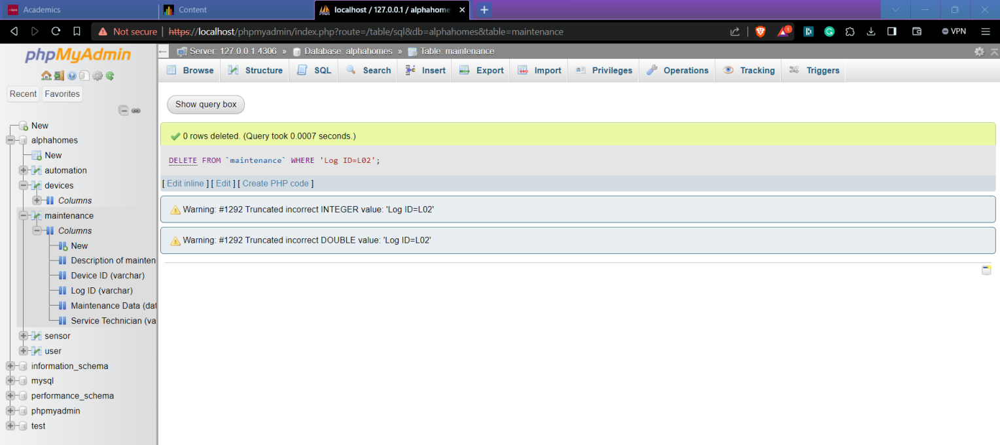 Academics
Content
localhost / 127.0.0.1 / alphahome
Not secure
https://localhost/phpmyadmin/index.php?route=/table/sql&db=alphahomes&table=maintenance
1
VPN
phpMyAdmin
Recent
Favorites
New
alphahomes
New
automation
devices
Columns
maintenance
Columns
New
Description of mainten
Device ID (varchar)
Log ID (varchar)
Maintenance Data (dat
Service Technician (va
sensor
user
information_schema
mysql
performance_schema
phpmyadmin
test
Server: 127.0.0.1:4306 » Database: alphahomes » Table: maintenance
Browse Structure SQL Search Insert Export Import Privileges Operations Tracking Triggers
Show query box
0 rows deleted. (Query took 0.0007 seconds.)
DELETE FROM `maintenance` WHERE 'Log ID=L02';
[ Edit inline ] [ Edit ] [ Create PHP code ]
Warning: #1292 Truncated incorrect INTEGER value: 'Log ID=L02'
Warning: #1292 Truncated incorrect DOUBLE value: 'Log ID=L02'